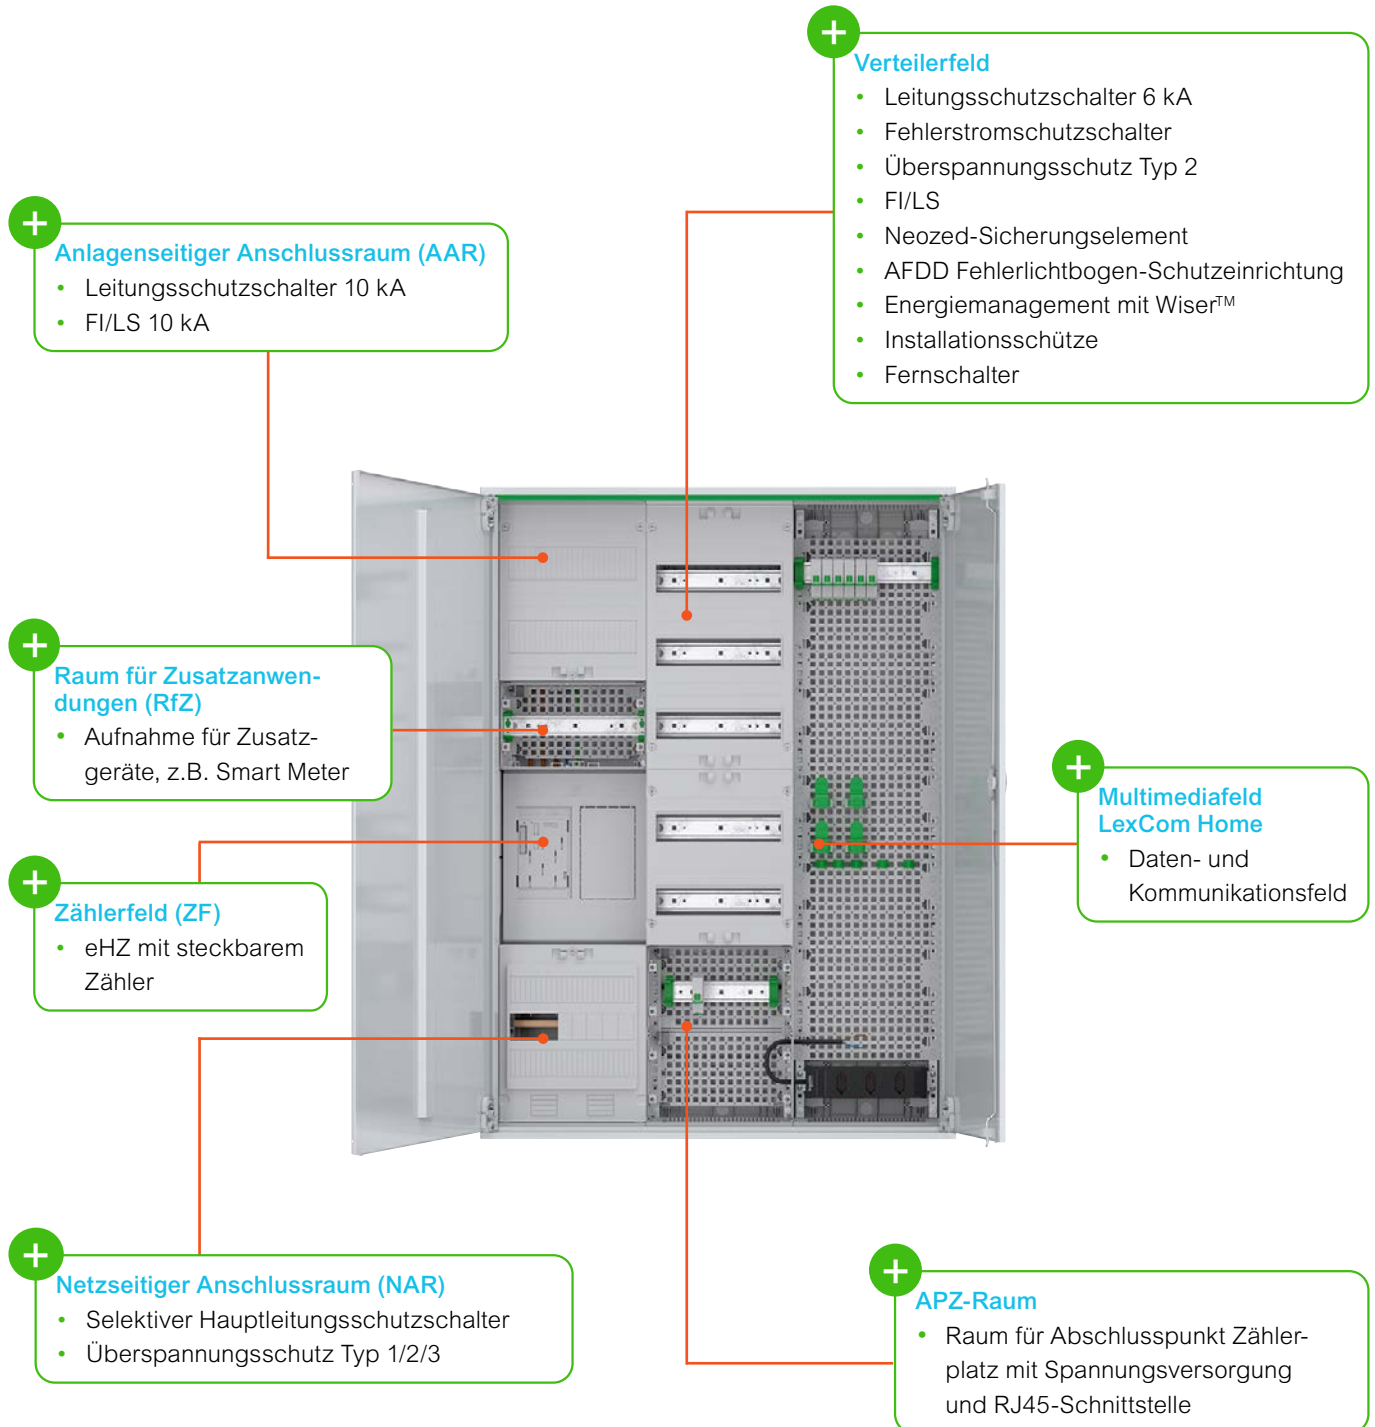 Verteilerfeld
• Leitungsschutzschalter 6 kA
• Fehlerstromschutzschalter
• Überspannungsschutz Typ 2
• FI/LS
• Neozed-Sicherungselement
• AFDD Fehlerlichtbogen-Schutzeinrichtung
• Energiemanagement mit Wiser™
• Installationsschütze
• Fernschalter
Anlagenseitiger Anschlussraum (AAR)
• Leitungsschutzschalter 10 kA
• FI/LS 10 kA
Raum für Zusatzanwen-
dungen (RfZ)
• Aufnahme für Zusatz-
geräte, z.B. Smart Meter
Multimediafeld
LexCom Home
• Daten- und
Kommunikationsfeld
Zählerfeld (ZF)
• eHZ mit steckbarem
Zähler
Netzseitiger Anschlussraum (NAR)
• Selektiver Hauptleitungsschutzschalter
• Überspannungsschutz Typ 1/2/3
APZ-Raum
• Raum für Abschlusspunkt Zähler-
platz mit Spannungsversorgung
und RJ45-Schnittstelle